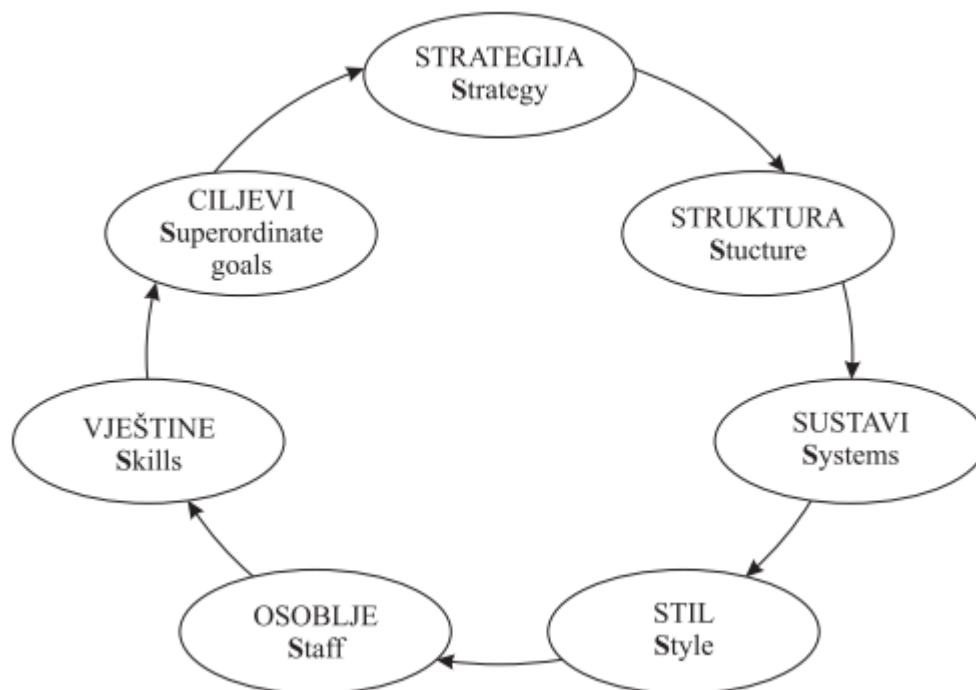 STRATEGIJA
Strategy
STRUKTURA
Stucture
SUSTAVI
Systems
STIL
Style
OSOBLJE
Staff
VJEŠTINE
Skills
CILJEVI
Superordinate
goals